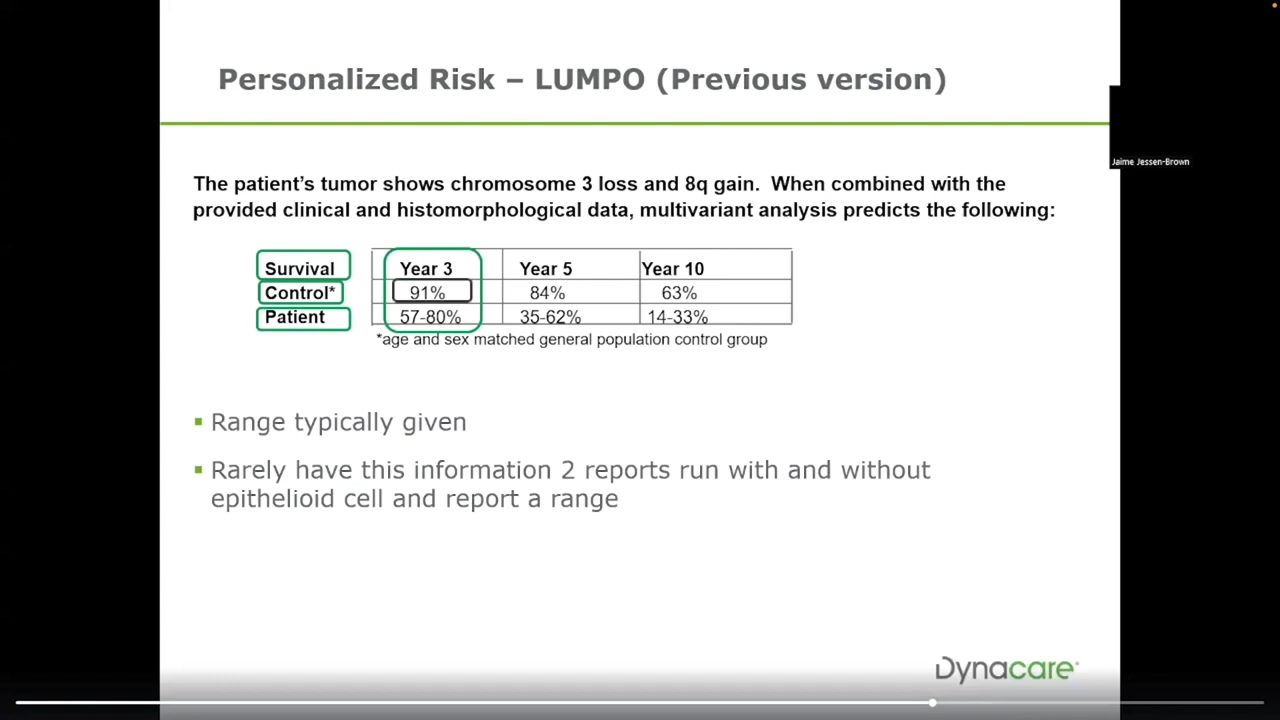 Personalized Risk – LUMPO (Previous version)
Jaime Jessen-Brown
The patient's tumor shows chromosome 3 loss and 8q gain. When combined with the
provided clinical and histomorphological data, multivariant analysis predicts the following:
Survival Year 3 Year 5 Year 10
Control* 91% 84% 63%
Patient 57-80% 35-62% 14-33%
*age and sex matched general population control group
▪ Range typically given
▪ Rarely have this information 2 reports run with and without
epithelioid cell and report a range
Dynacare